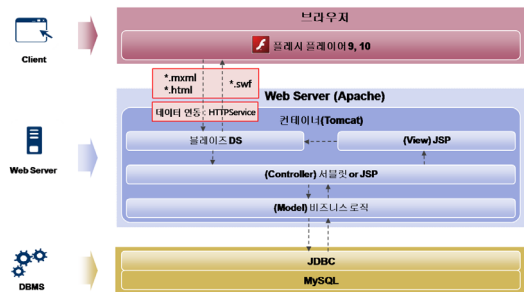 브라우저
플래시 플레이어 9, 10
Client
*.mxml
*.html
*.swf
데이터 연동 : HTTPService
Web Server (Apache)
컨테이너(Tomcat)
블레이즈 DS
(View) JSP
Web Server
(Controller) 서블릿 or JSP
(Model) 비즈니스 로직
JDBC
MySQL
DBMS